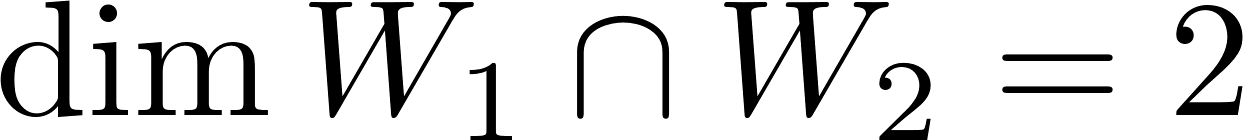 dim W₁ ∩ W₂ = 2